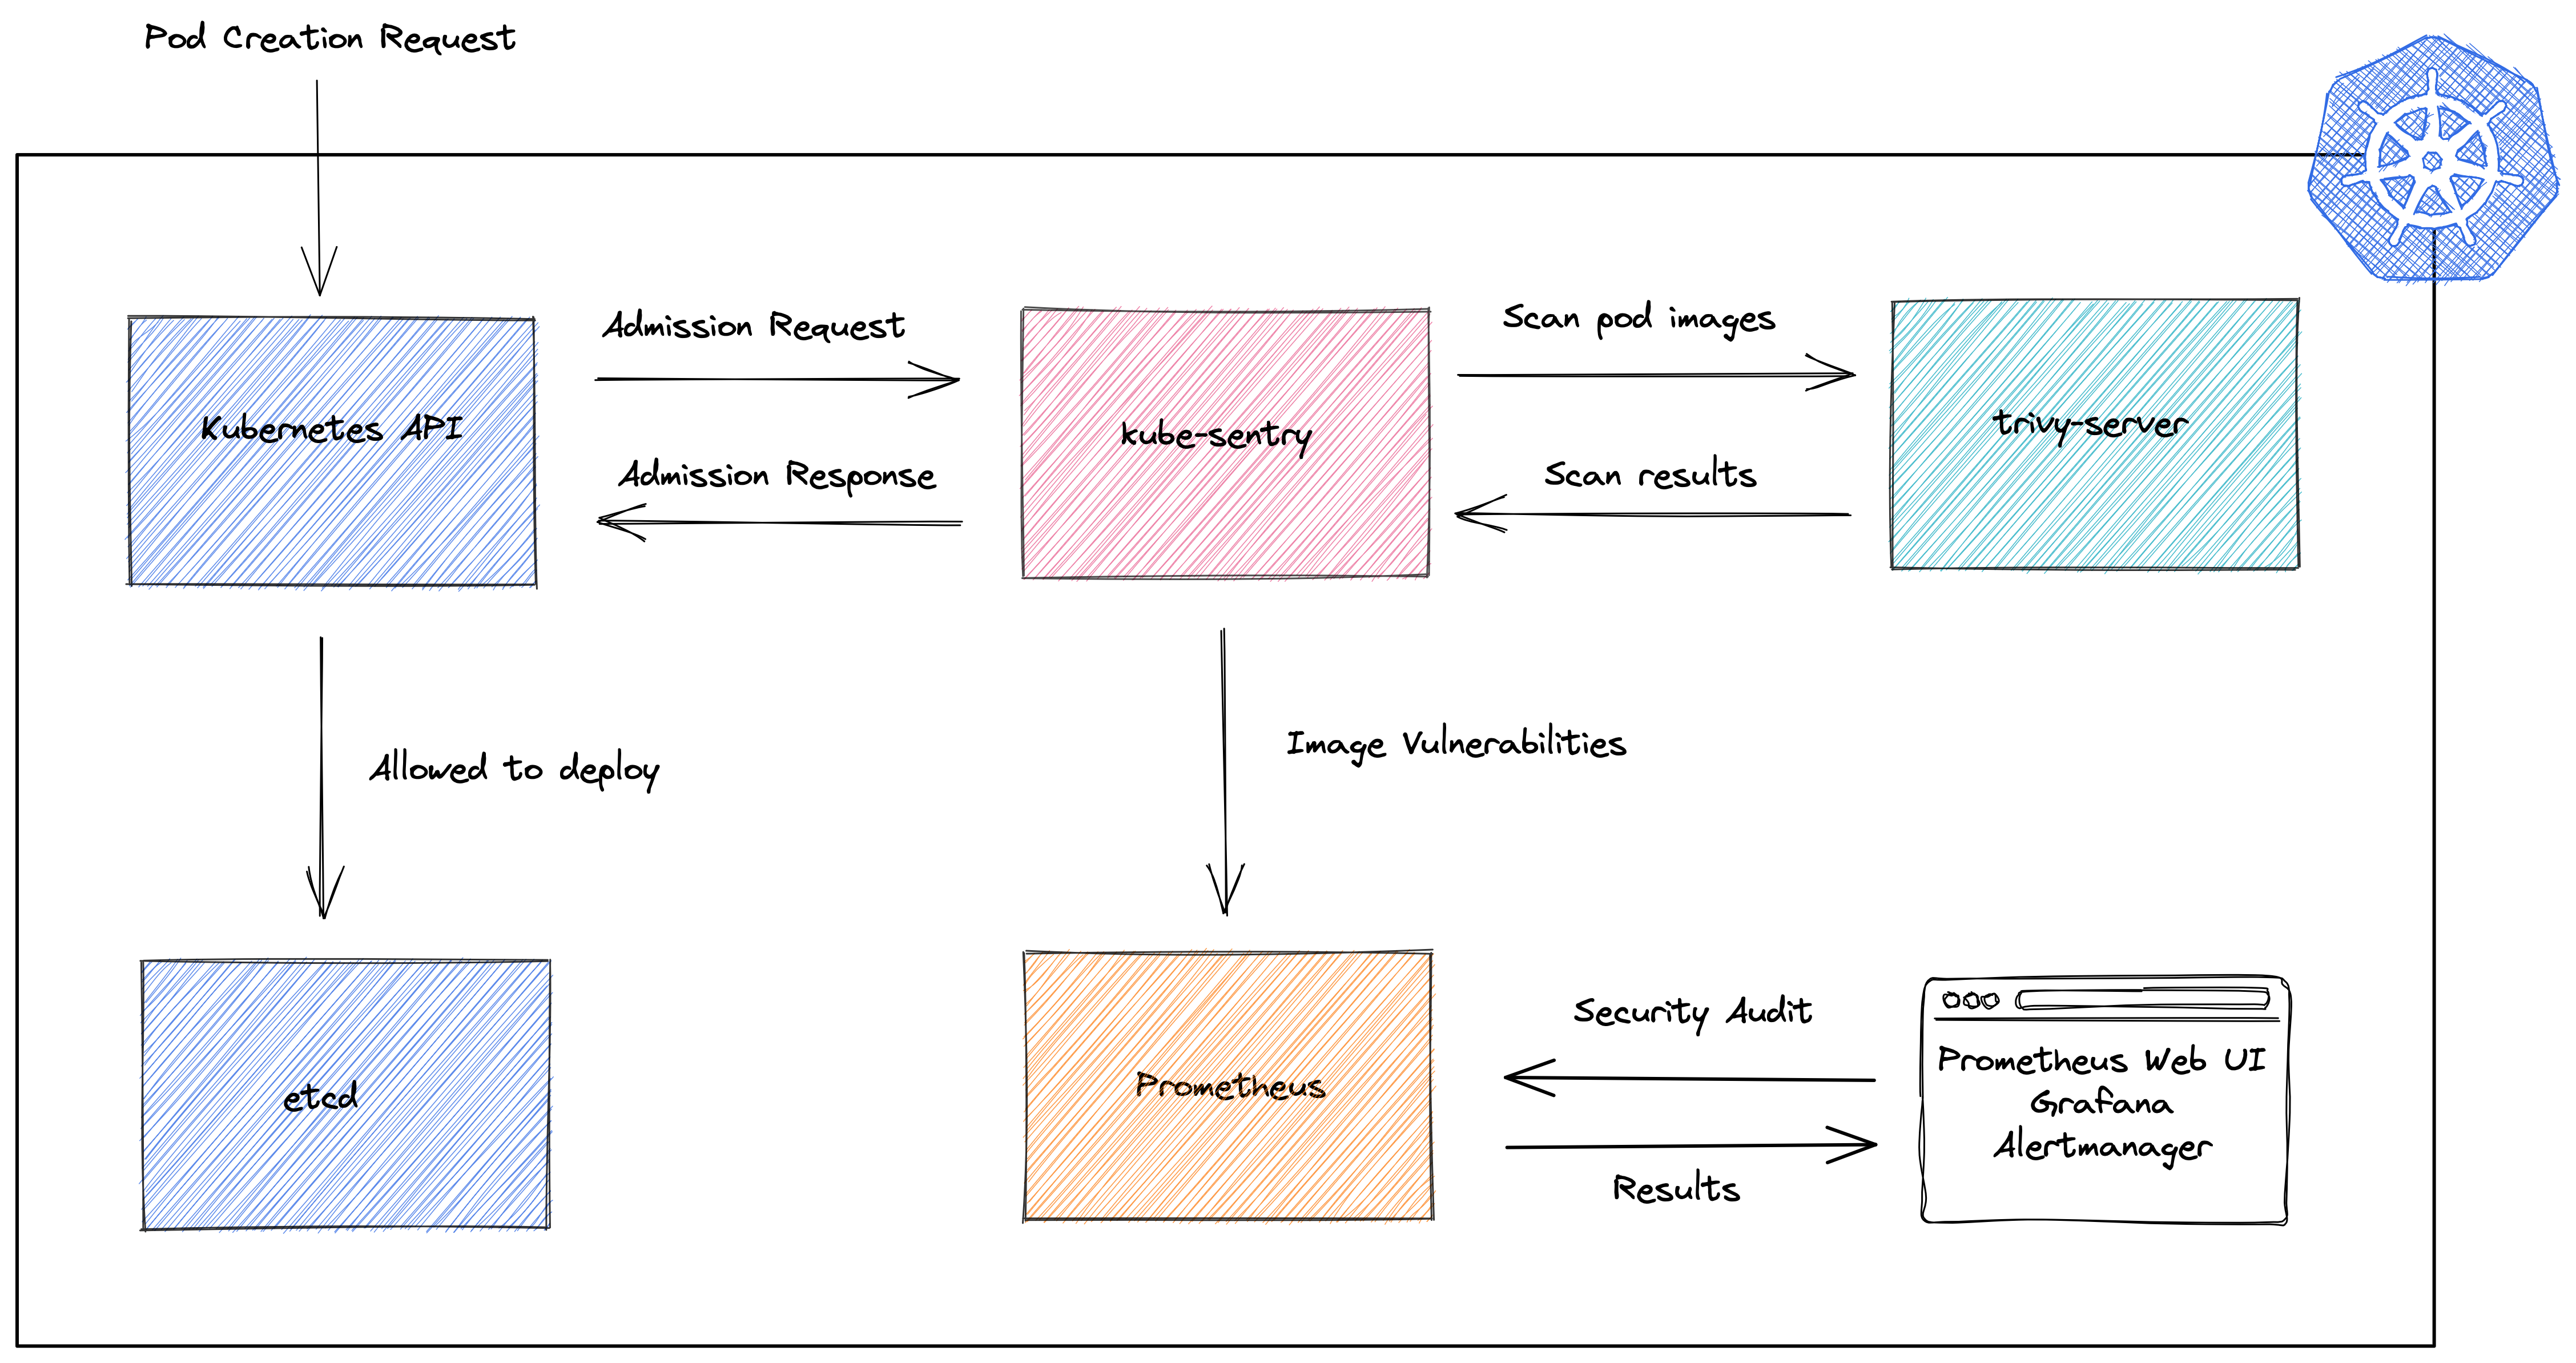 Pod Creation Request
Admission Request
Scan pod images
Kubernetes API
kube-sentry
trivy-server
Admission Response
Scan results
Allowed to deploy
Image Vulnerabilities
etcd
Prometheus
Security Audit
Results
Prometheus Web UI
Grafana
Alertmanager